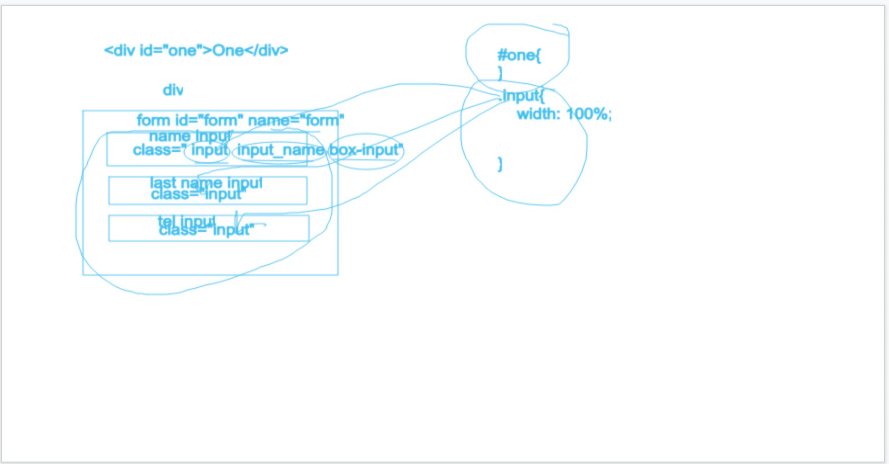 <div id="one">One</div>
div
form id="form" name="form"
name input
class=" input input_name box-input"
last name input
class="input"
tel input
class="input"
#one{
}
.input{
width: 100%;
}